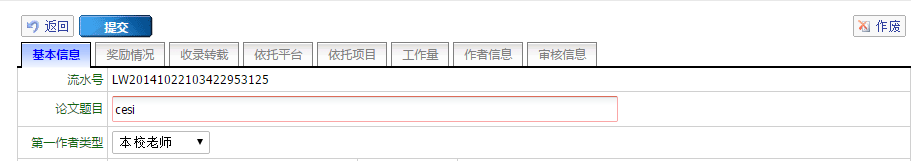 返回 提交 作废
基本信息 奖励情况 收录转载 依托平台 依托项目 工作量 作者信息 审核信息
流水号 LW20141022103422953125
论文题目 cesi
第一作者类型 本校老师